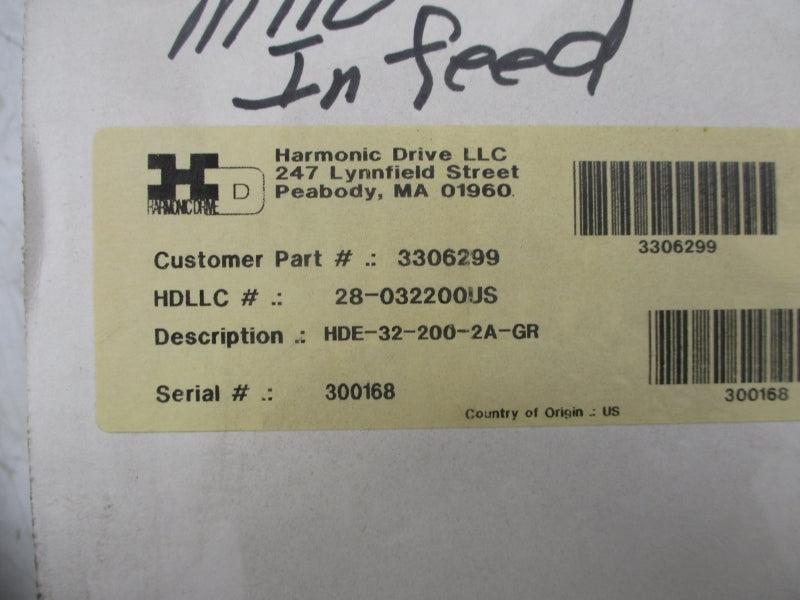 In feed
Harmonic Drive LLC
247 Lynnfield Street
Peabody, MA 01960.
D
HARMONIC DRIVE
3306299
Customer Part # .: 3306299
HDLLC # .: 28-032200US
Description .: HDE-32-200-2A-GR
Serial # .: 300168
300168
Country of Origin .: US